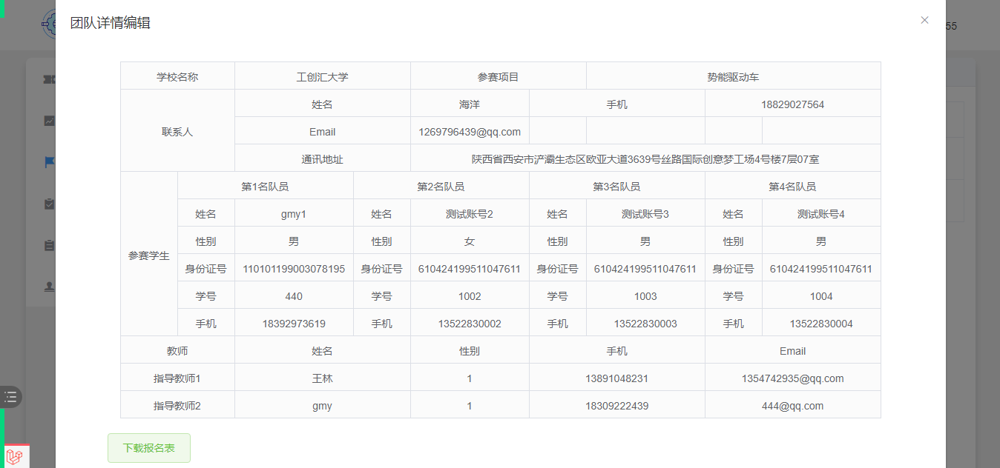 团队详情编辑
55
学校名称 工创汇大学 参赛项目 势能驱动车
联系人 姓名 海洋 手机 18829027564
Email 1269796439@qq.com
通讯地址 陕西省西安市浐灞生态区欧亚大道3639号丝路国际创意梦工场4号楼7层07室
参赛学生 第1名队员 第2名队员 第3名队员 第4名队员
姓名 gmy1 姓名 测试账号2 姓名 测试账号3 姓名 测试账号4
性别 男 性别 女 性别 男 性别 男
身份证号 110101199003078195 身份证号 610424199511047611 身份证号 610424199511047611 身份证号 610424199511047611
学号 440 学号 1002 学号 1003 学号 1004
手机 18392973619 手机 13522830002 手机 13522830003 手机 13522830004
教师 姓名 性别 手机 Email
指导教师1 王林 1 13891048231 1354742935@qq.com
指导教师2 gmy 1 18309222439 444@qq.com
下载报名表